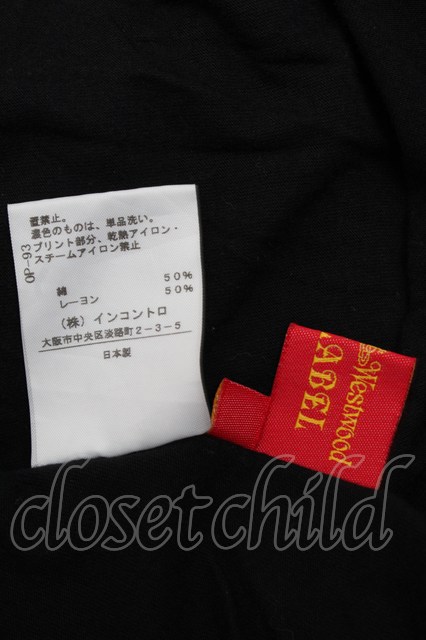 置禁止。
濃色のものは、単品洗い。
プリント部分、乾熱アイロン・
スチームアイロン禁止
QP-93
綿 50%
レーヨン 50%
(株)インコントロ
大阪市中央区淡路町2-3-5
日本製
Westwood
LABEL
closet child